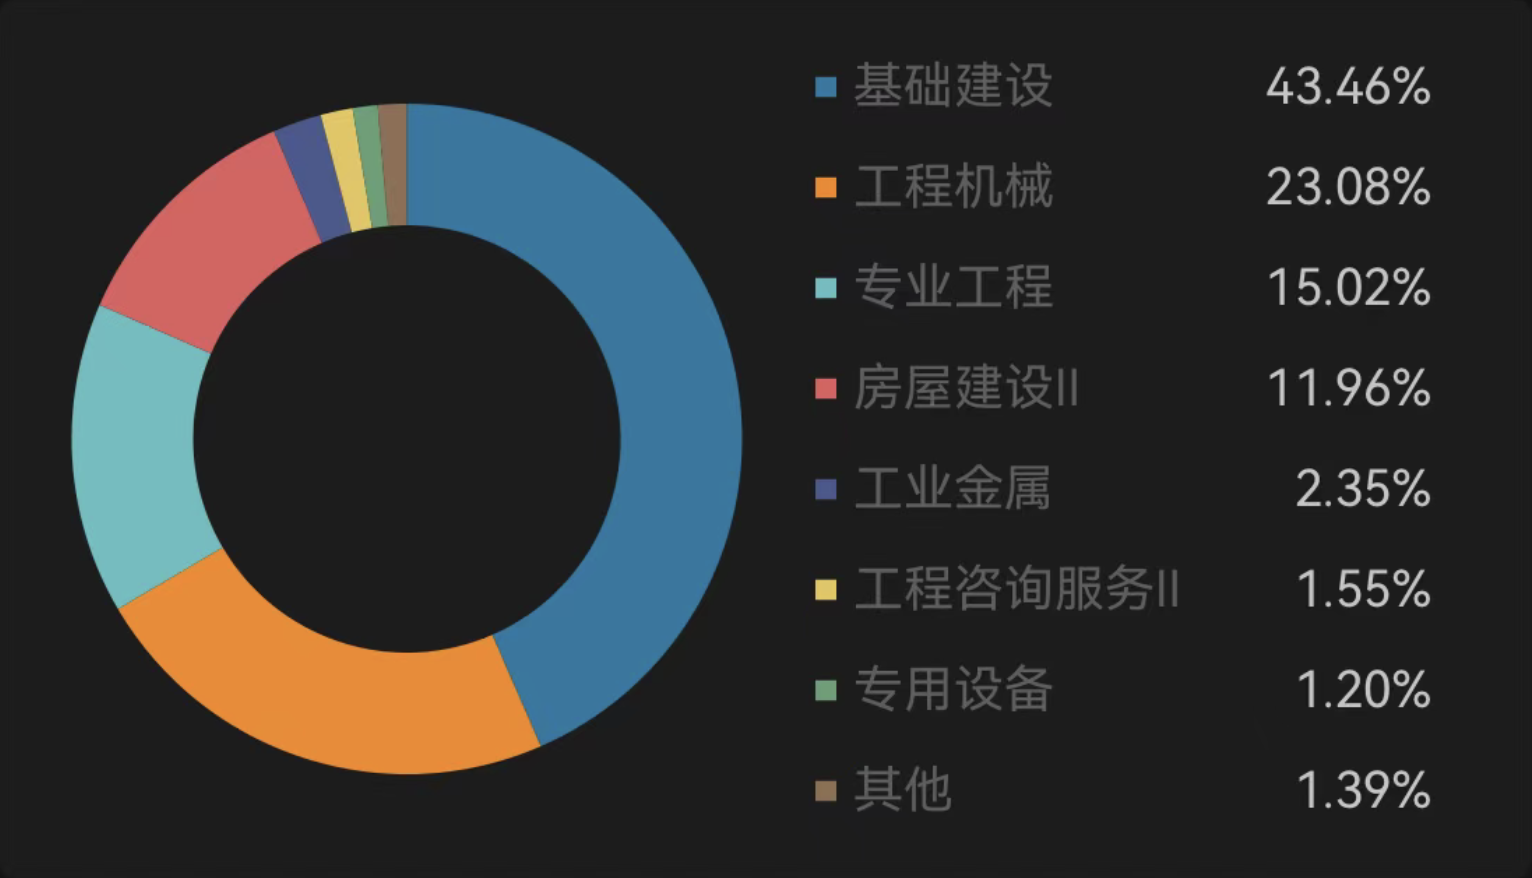 基础建设 43.46%
工程机械 23.08%
专业工程 15.02%
房屋建设II 11.96%
工业金属 2.35%
工程咨询服务II 1.55%
专用设备 1.20%
其他 1.39%